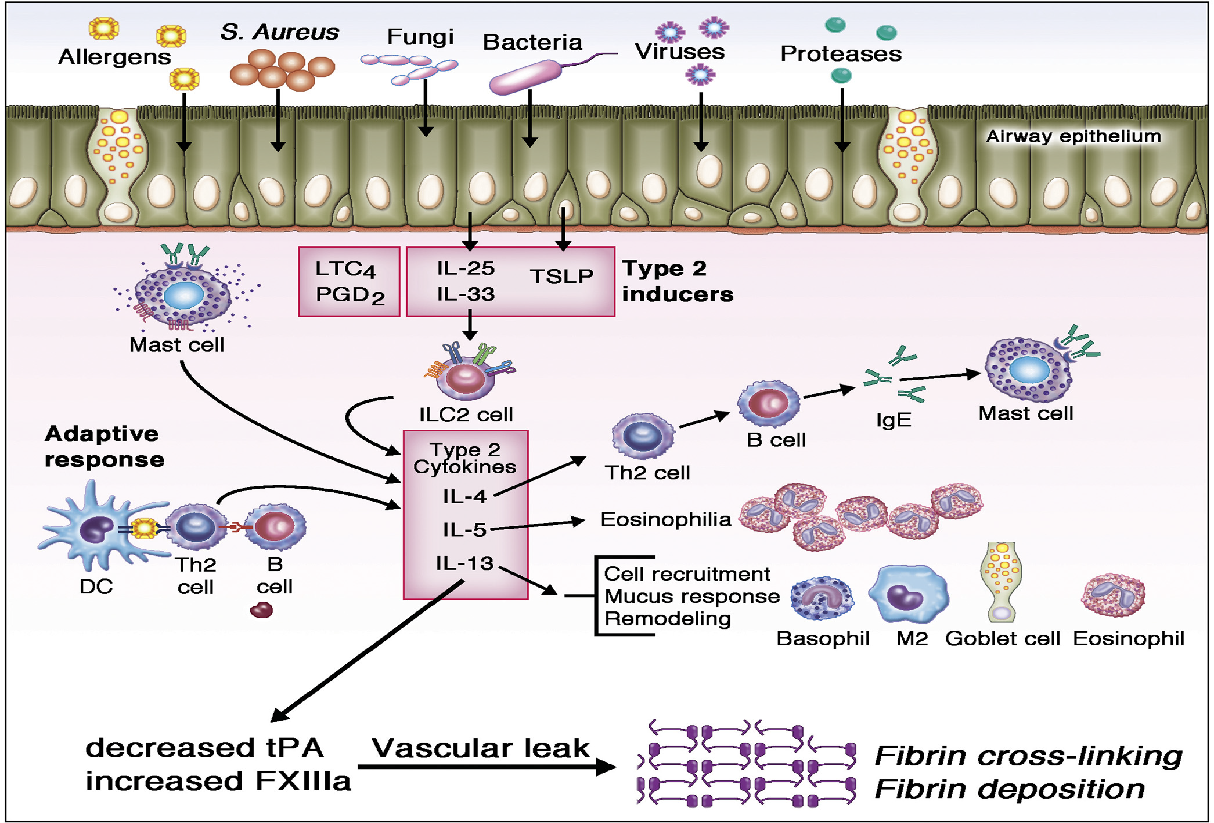 Allergens
S. Aureus
Fungi
Bacteria
Viruses
Proteases
Airway epithelium
Mast cell
LTC4
PGD2
IL-25
IL-33
TSLP
Type 2
inducers
ILC2 cell
Adaptive
response
DC
Th2
cell
B
cell
Type 2
Cytokines
IL-4
IL-5
IL-13
Th2 cell
B cell
IgE
Mast cell
Eosinophilia
Cell recruitment
Mucus response
Remodeling
Basophil
M2
Goblet cell
Eosinophil
decreased tPA
increased FXIIIa
Vascular leak
Fibrin cross-linking
Fibrin deposition